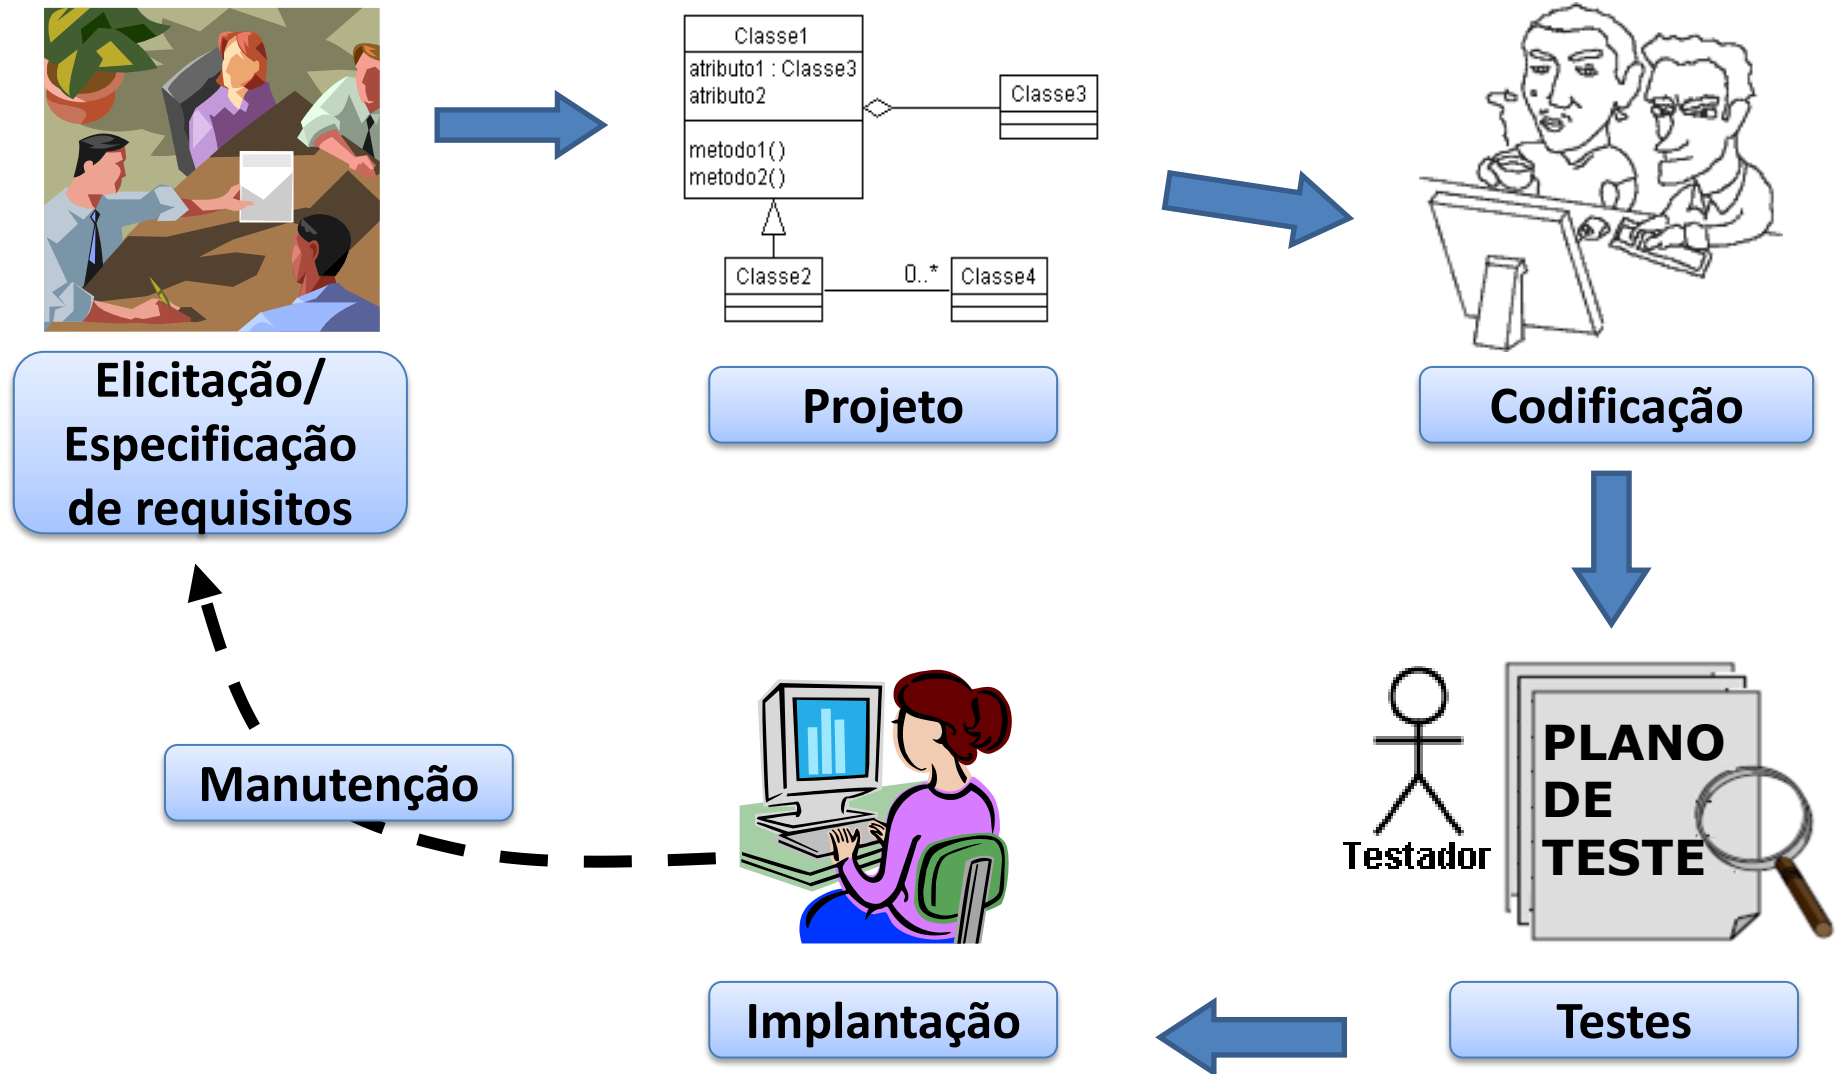 Classe1
atributo1 : Classe3
atributo2
metodo1()
metodo2()
Classe3
Classe2
0..*
Classe4
Elicitação/
Especificação
de requisitos
Projeto
Codificação
Manutenção
Testador
PLANO
DE
TESTE
Implantação
Testes